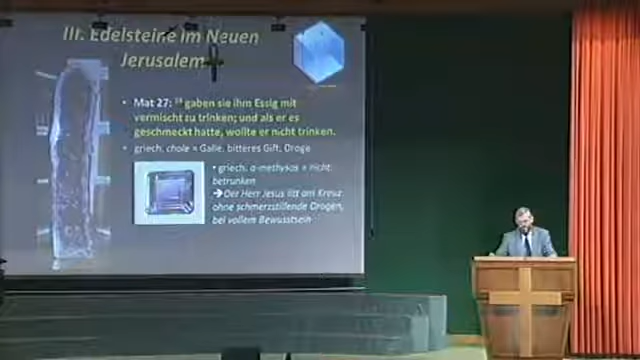 III. Edelsteine im Neuen
Jerusalem
• Mat 27: ³⁴ gaben sie ihm Essig mit
vermischt zu trinken; und als er es
geschmeckt hatte, wollte er nicht trinken.
• griech. chole = Galle, bitteres Gift, Droge
• griech. a-methysos = nicht
betrunken
➔Der Herr Jesus litt am Kreuz
ohne schmerzstillende Drogen,
bei vollem Bewusstsein